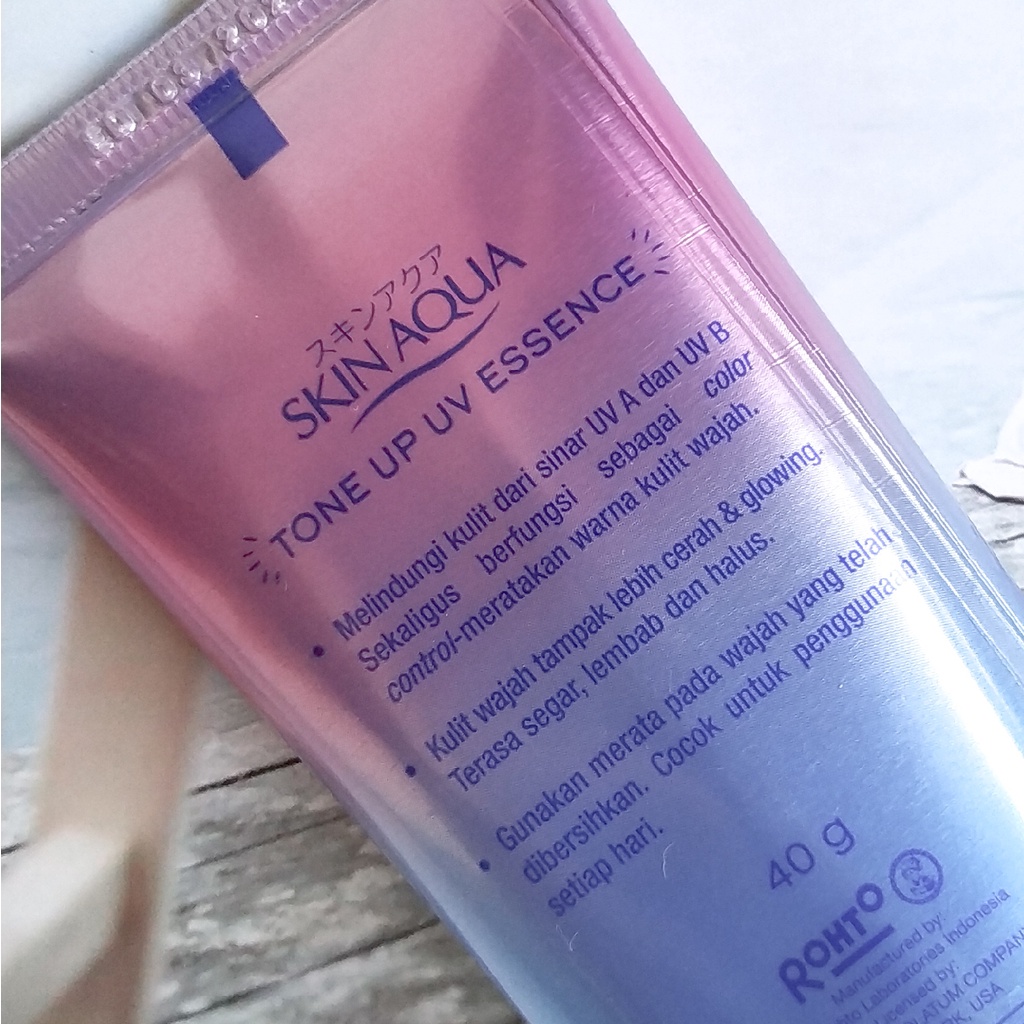 スキンアクア
SKIN AQUA
TONE UP UV ESSENCE
• Melindungi kulit dari sinar UV A dan UV B
Sekaligus berfungsi sebagai color
control-meratakan warna kulit wajah.
• Kulit wajah tampak lebih cerah & glowing.
Terasa segar, lembab dan halus.
• Gunakan merata pada wajah yang telah
dibersihkan. Cocok untuk penggunaan
setiap hari.
40 g
ROHTO
Manufactured by:
Laboratories Indonesia
Licensed by:
USA